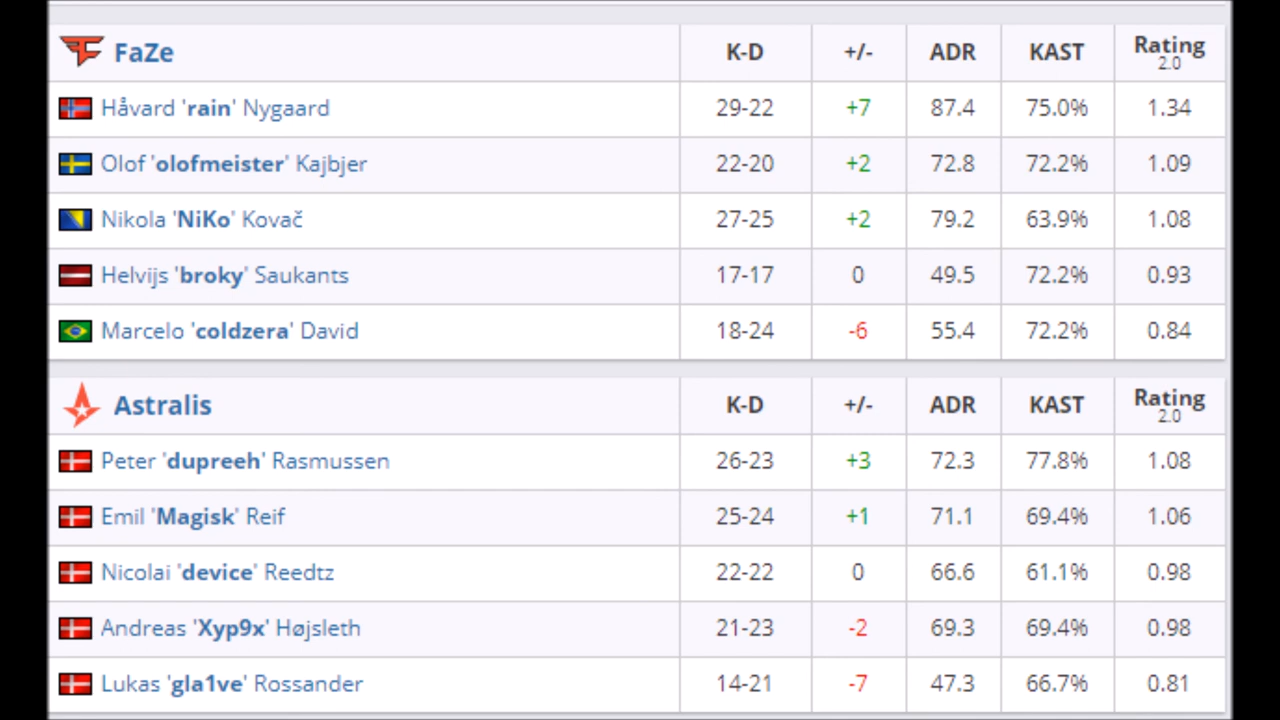 FaZe K-D +/- ADR KAST Rating 2.0
Håvard 'rain' Nygaard 29-22 +7 87.4 75.0% 1.34
Olof 'olofmeister' Kajbjer 22-20 +2 72.8 72.2% 1.09
Nikola 'NiKo' Kovač 27-25 +2 79.2 63.9% 1.08
Helvijs 'broky' Saukants 17-17 0 49.5 72.2% 0.93
Marcelo 'coldzera' David 18-24 -6 55.4 72.2% 0.84
Astralis K-D +/- ADR KAST Rating 2.0
Peter 'dupreeh' Rasmussen 26-23 +3 72.3 77.8% 1.08
Emil 'Magisk' Reif 25-24 +1 71.1 69.4% 1.06
Nicolai 'device' Reedtz 22-22 0 66.6 61.1% 0.98
Andreas 'Xyp9x' Højsleth 21-23 -2 69.3 69.4% 0.98
Lukas 'gla1ve' Rossander 14-21 -7 47.3 66.7% 0.81